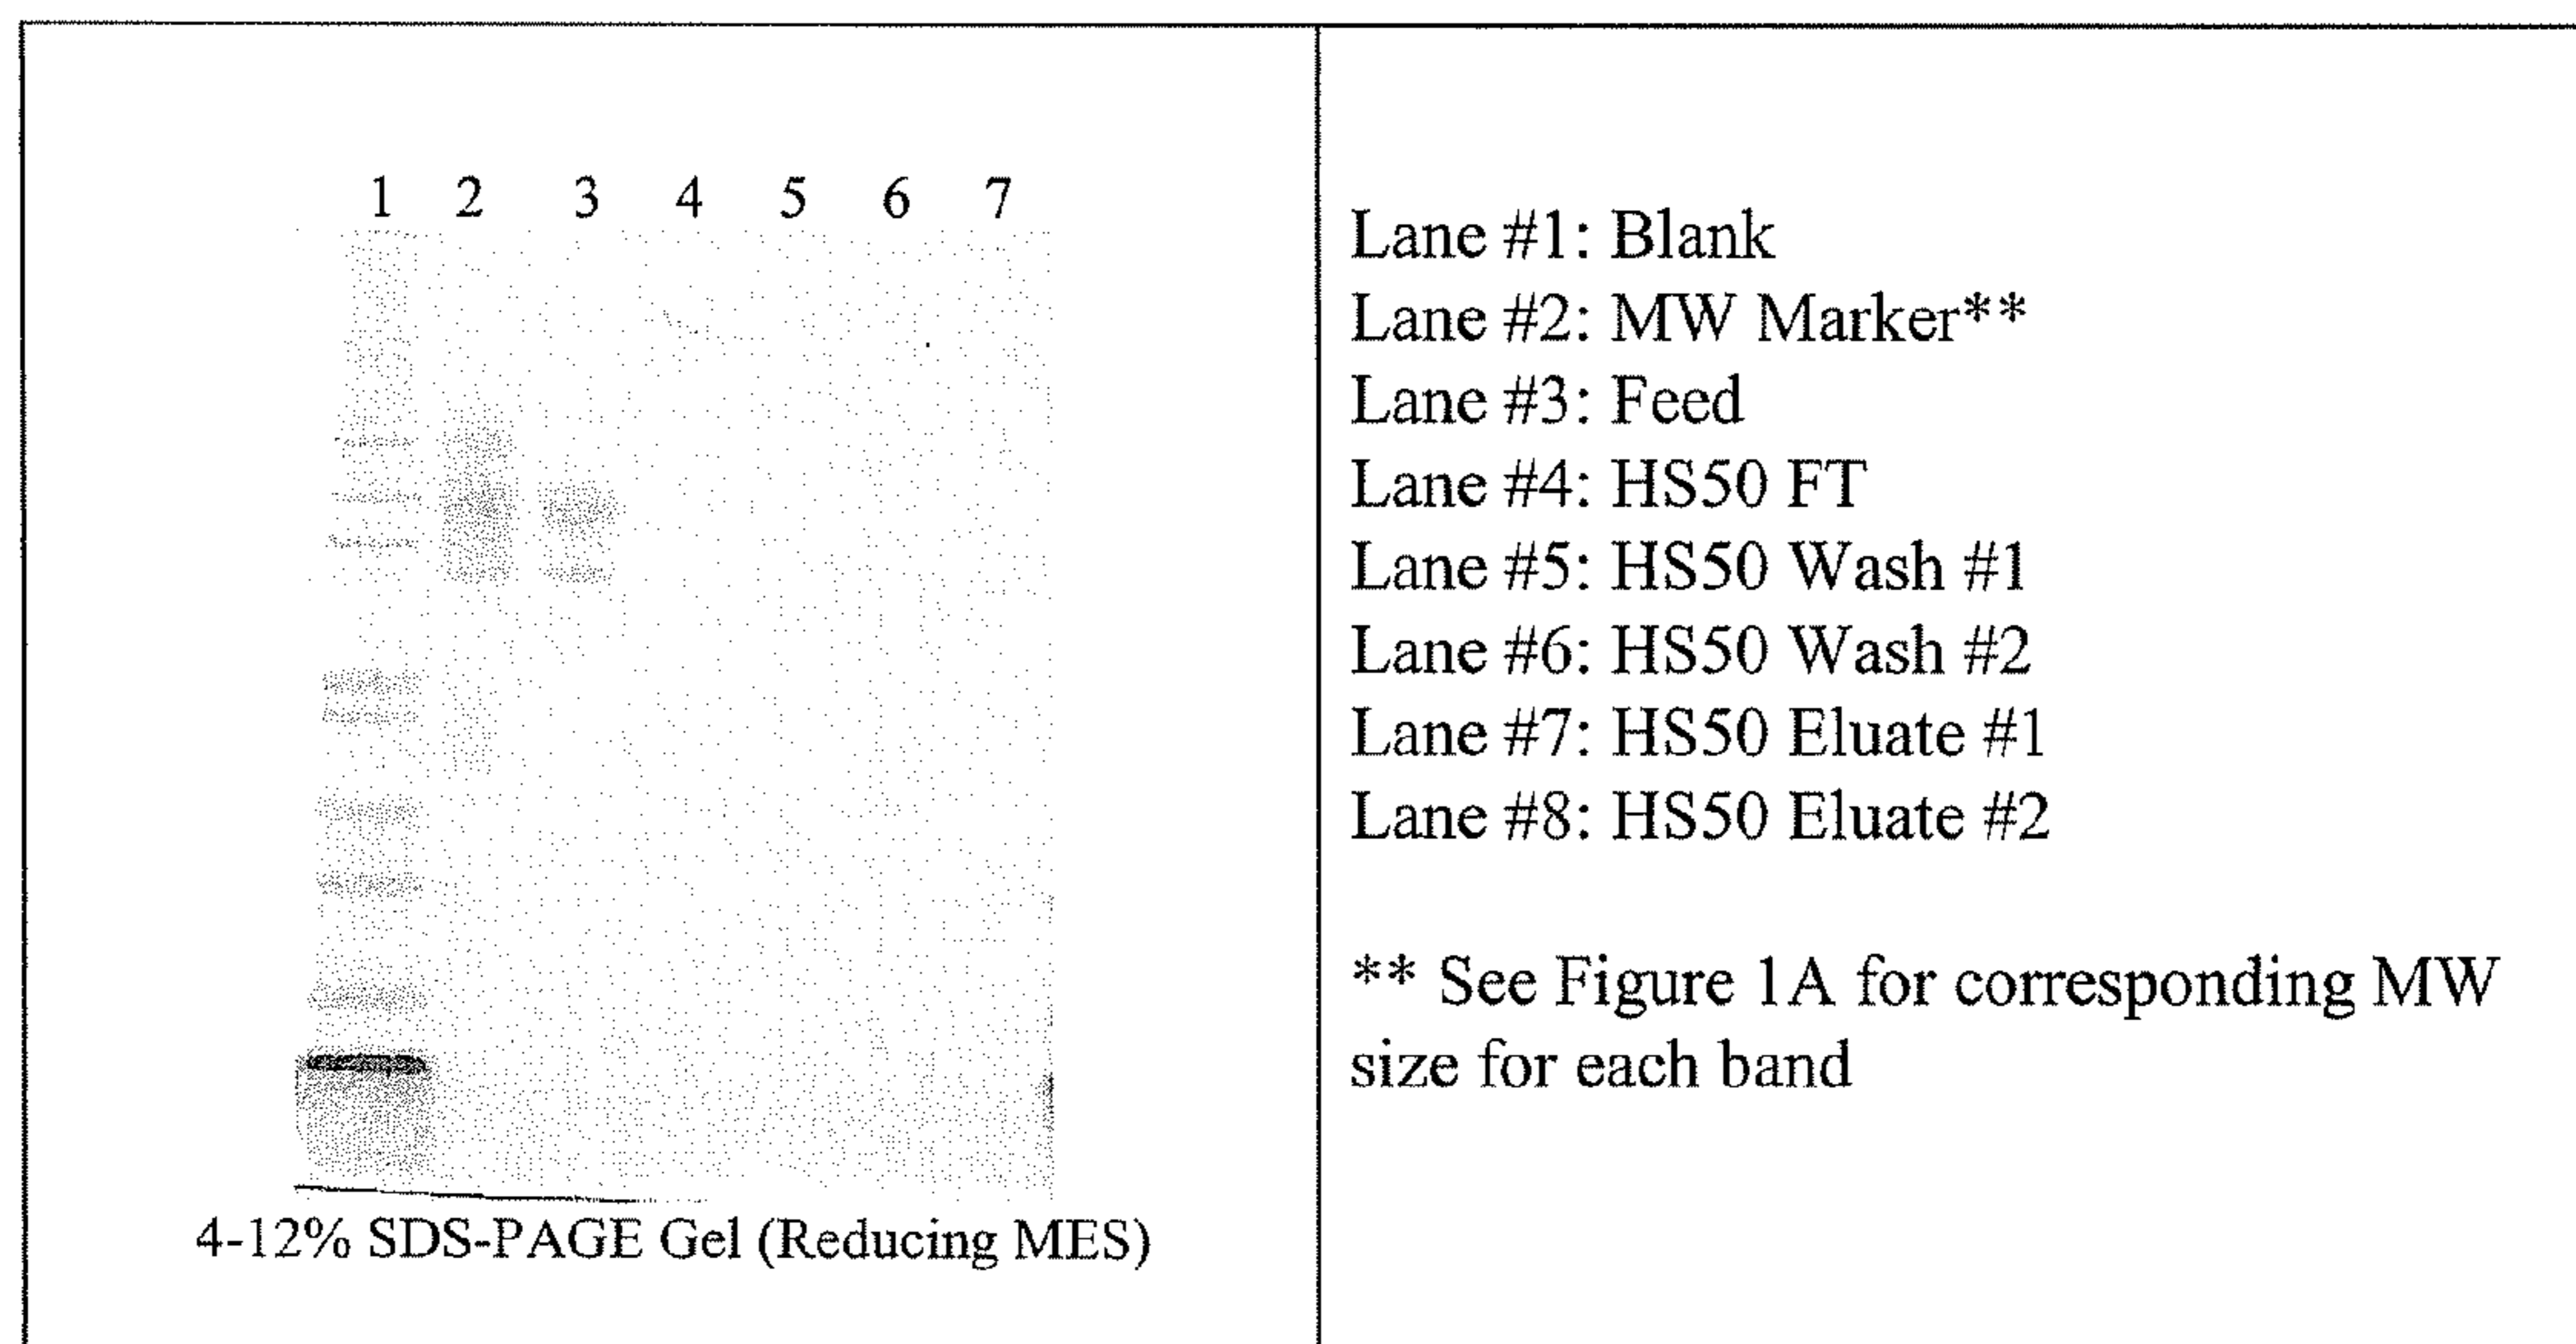 1 2 3 4 5 6 7
4-12% SDS-PAGE Gel (Reducing MES)
Lane #1: Blank
Lane #2: MW Marker**
Lane #3: Feed
Lane #4: HS50 FT
Lane #5: HS50 Wash #1
Lane #6: HS50 Wash #2
Lane #7: HS50 Eluate #1
Lane #8: HS50 Eluate #2
** See Figure 1A for corresponding MW
size for each band